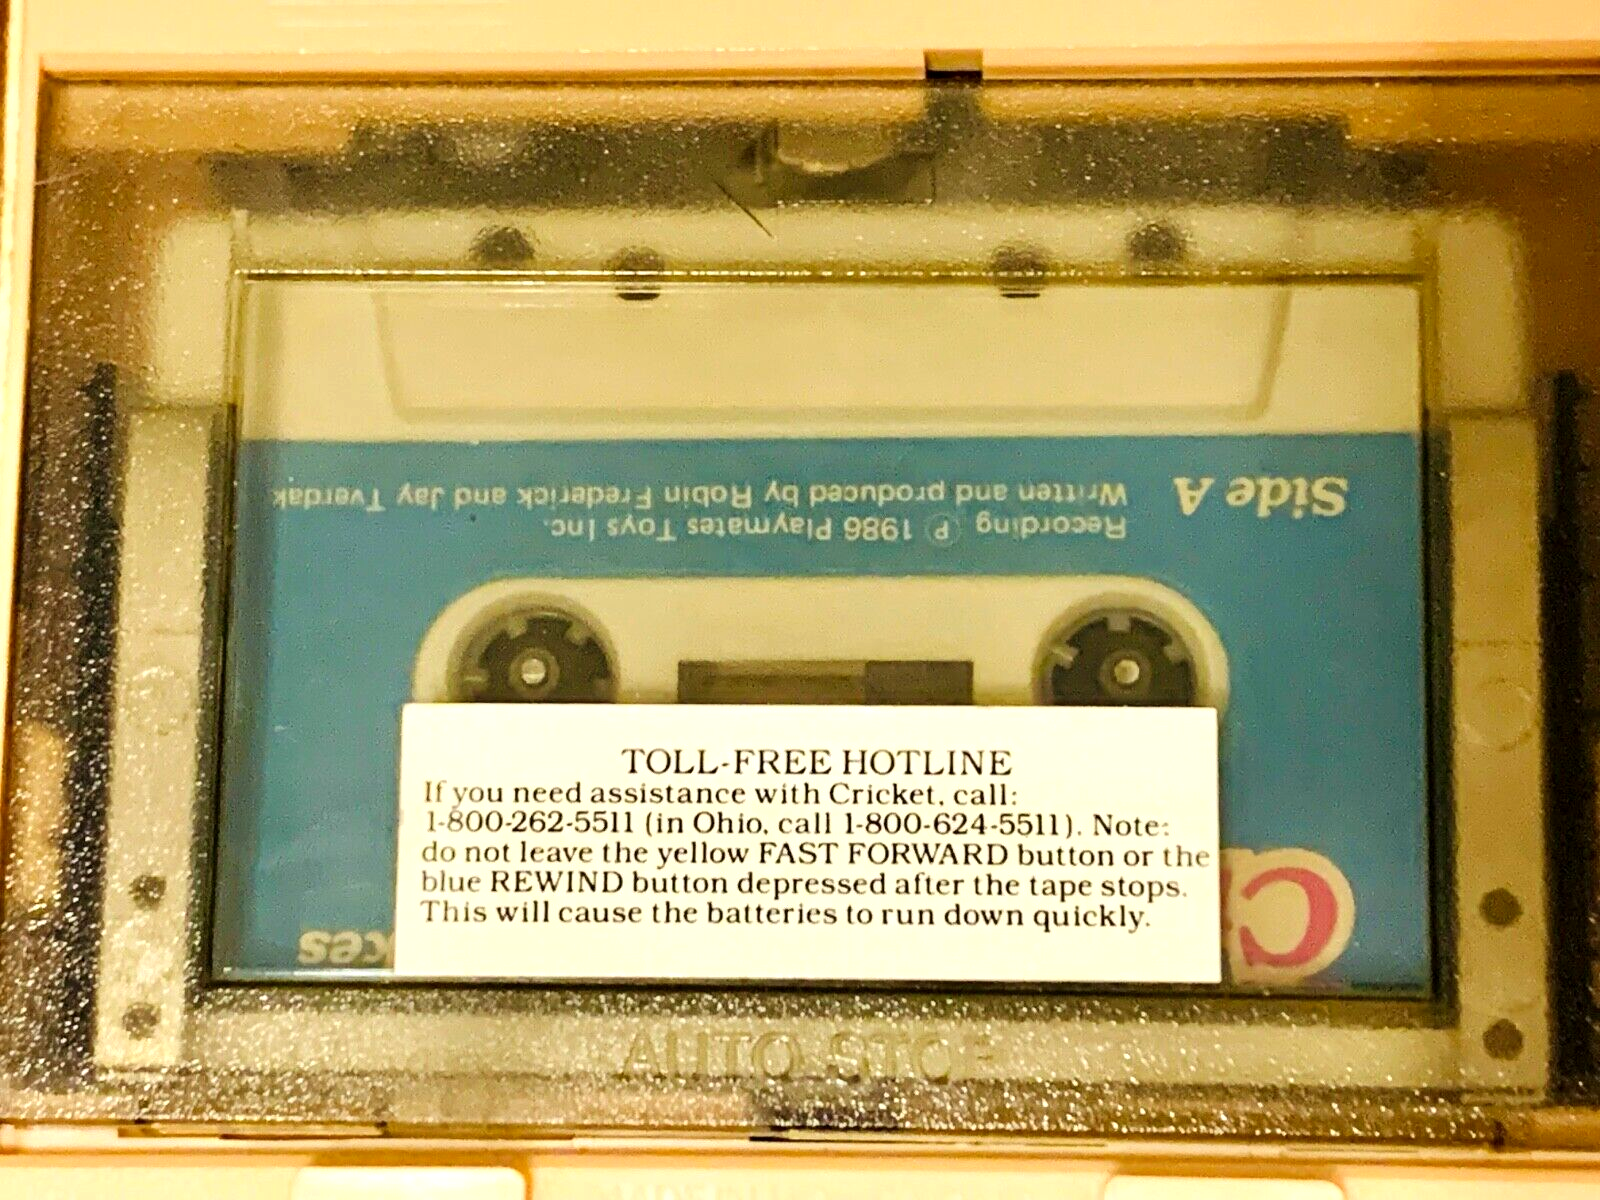 Side A
Written and produced by Robin Frederick and Jay Tverdak
Recording ℗ 1986 Playmates Toys Inc.
TOLL-FREE HOTLINE
If you need assistance with Cricket, call:
1-800-262-5511 (in Ohio, call 1-800-624-5511). Note:
do not leave the yellow FAST FORWARD button or the
blue REWIND button depressed after the tape stops.
This will cause the batteries to run down quickly.
AUTO STOP